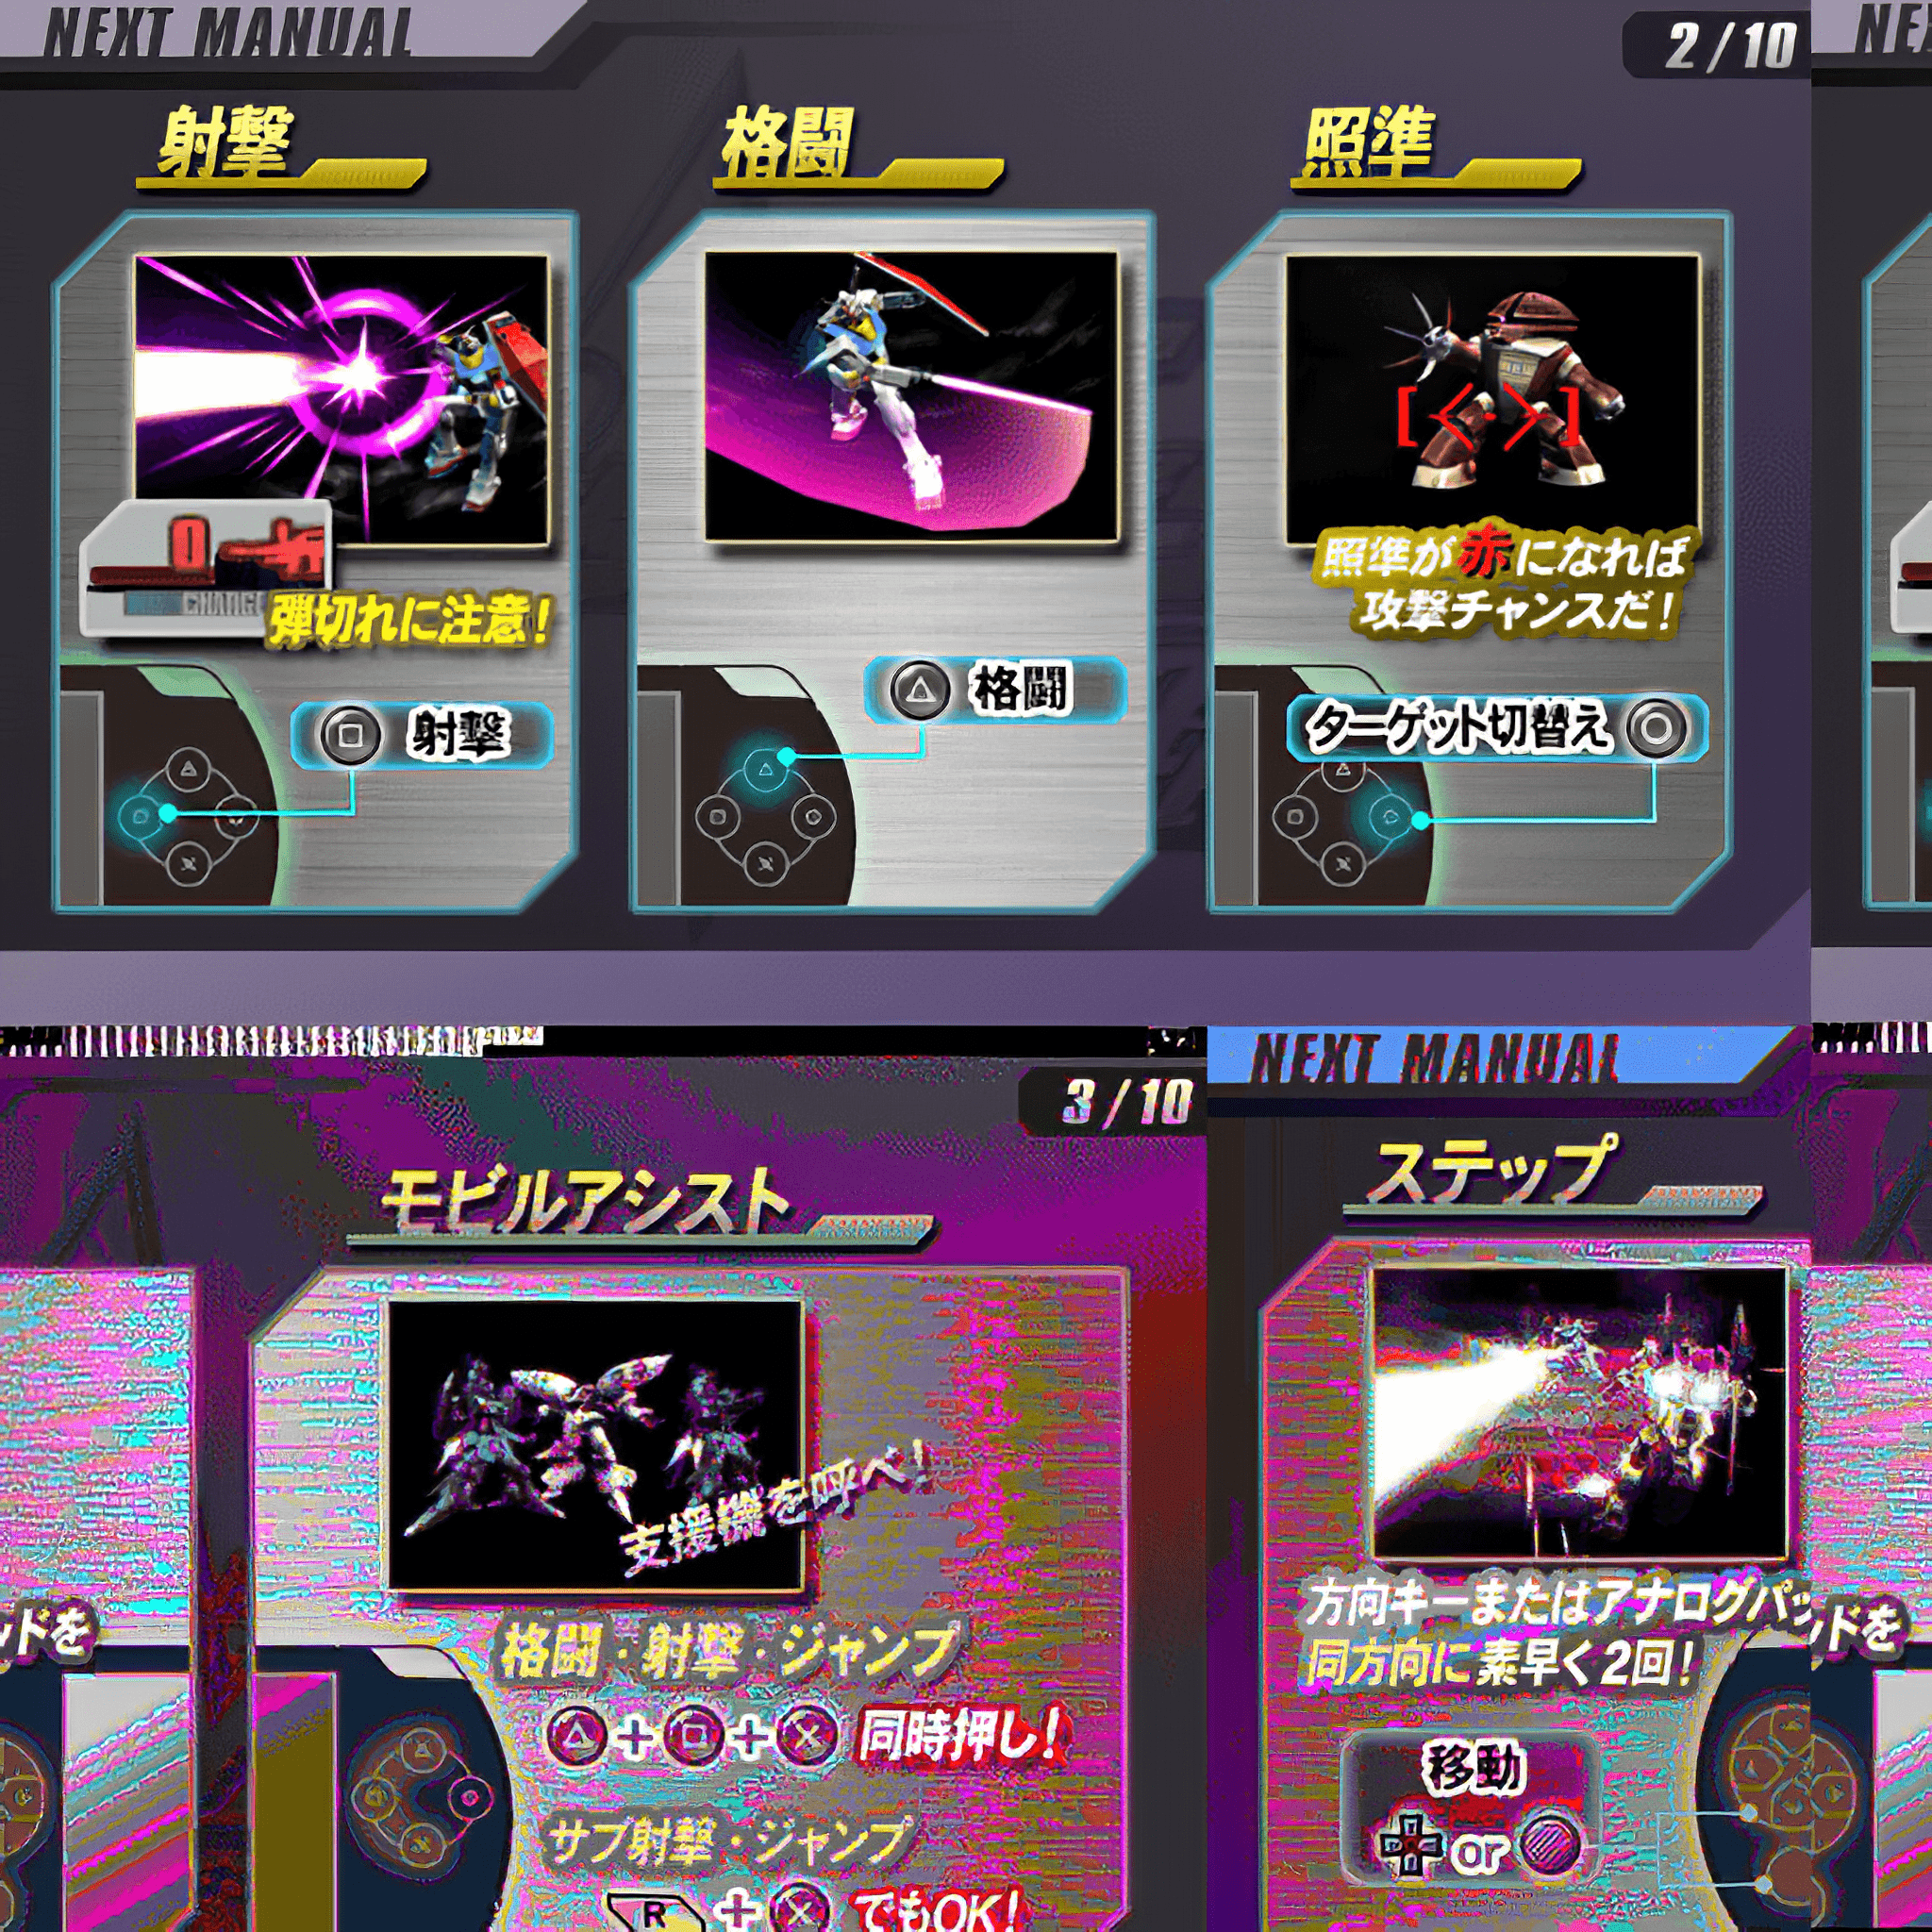 NEXT MANUAL
2/10
射撃
弾切れに注意!
射撃
格闘
格闘
照準
照準が赤になれば
攻撃チャンスだ!
ターゲット切替え
3/10
モビルアシスト
支援機を呼べ!
格闘・射撃・ジャンプ
△+□+×同時押し!
サブ射撃・ジャンプ
R+×でもOK!
NEXT MANUAL
ステップ
方向キーまたはアナログパッドを
同方向に素早く2回!
移動
or